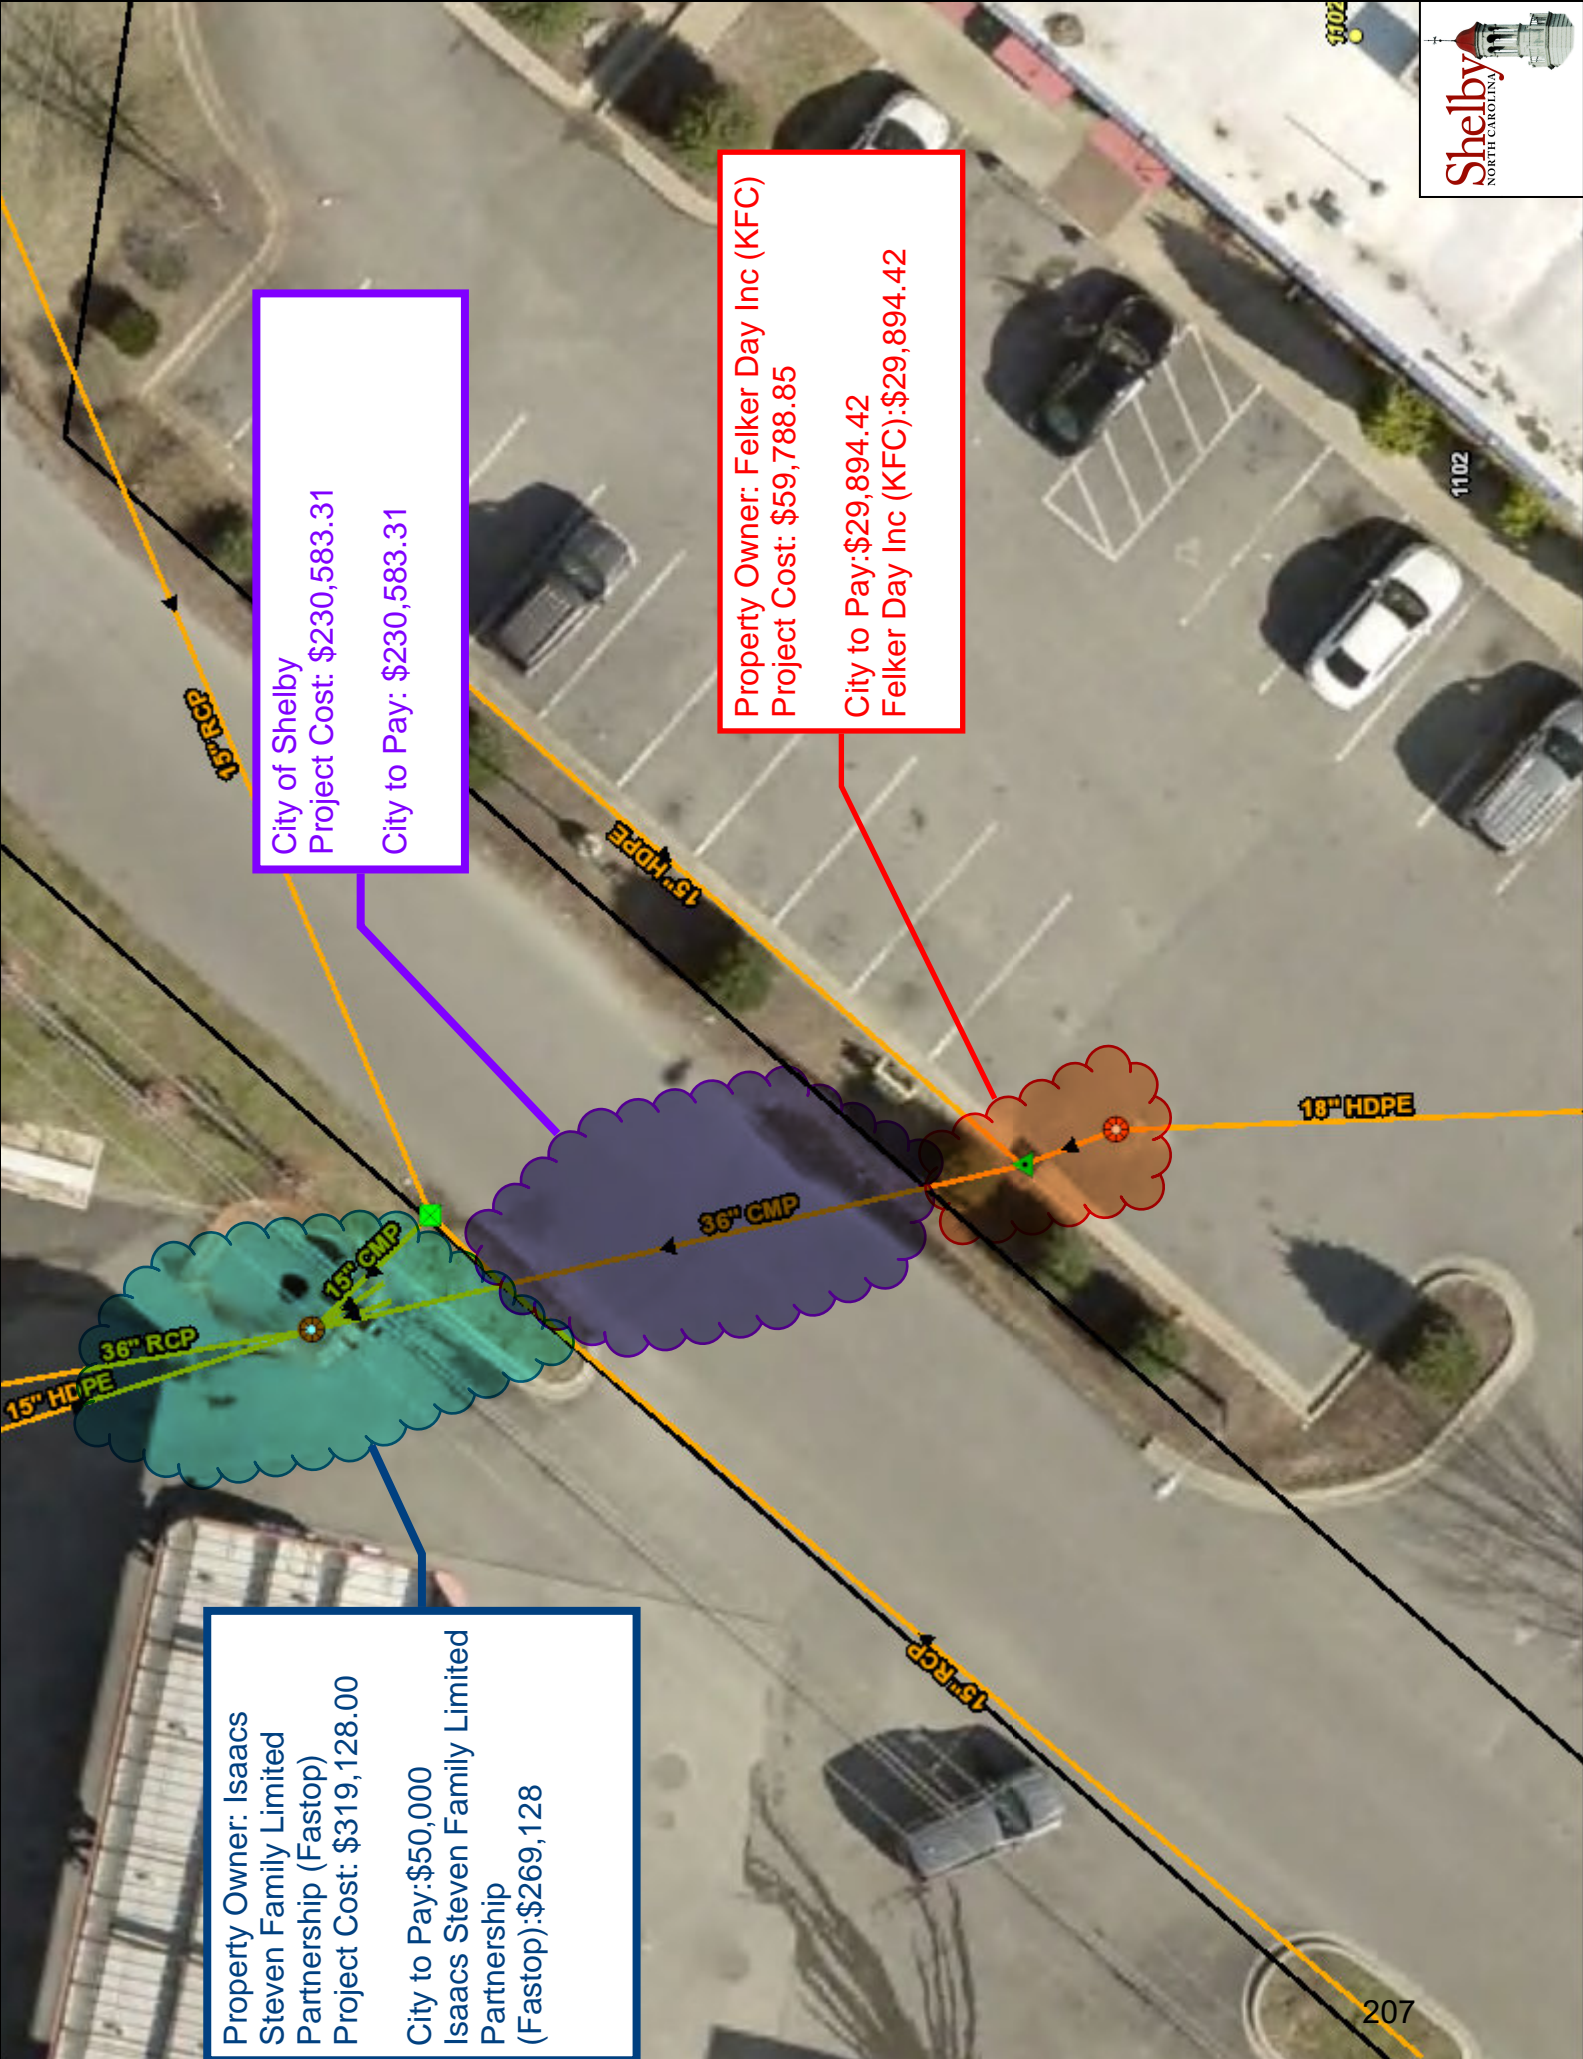 Shelby
NORTH CAROLINA
1102
1102
City of Shelby
Project Cost: $230,583.31
City to Pay: $230,583.31
Property Owner: Felker Day Inc (KFC)
Project Cost: $59,788.85
City to Pay:$29,894.42
Felker Day Inc (KFC):$29,894.42
Property Owner: Isaacs
Steven Family Limited
Partnership (Fastop)
Project Cost: $319,128.00
City to Pay:$50,000
Isaacs Steven Family Limited
Partnership
(Fastop):$269,128
15" RCP
15" HDPE
18" HDPE
36" CMP
15" CMP
36" RCP
15" HDPE
15" RCP
207